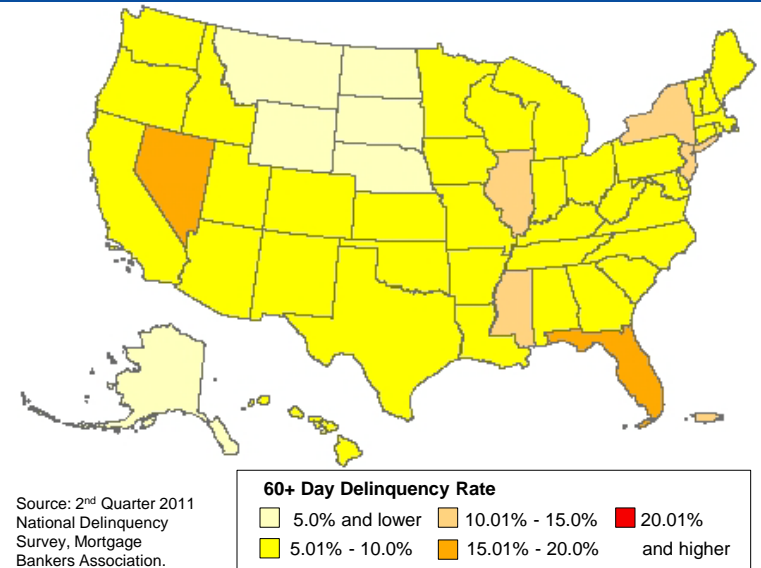 60+ Day Delinquency Rate
5.0% and lower 10.01% - 15.0% 20.01%
5.01% - 10.0% 15.01% - 20.0% and higher
Source: 2nd Quarter 2011
National Delinquency
Survey, Mortgage
Bankers Association.